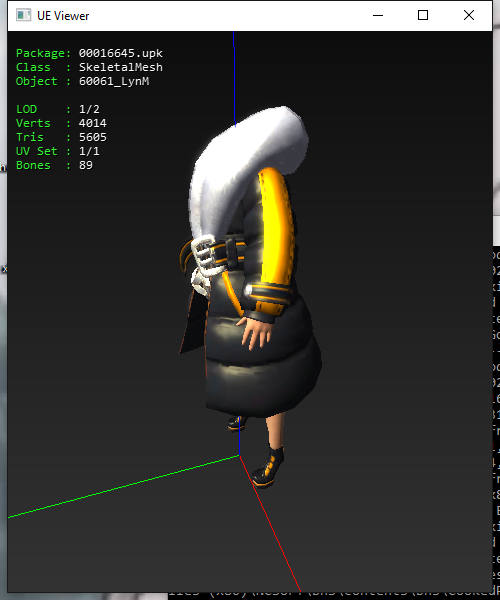 UE Viewer
Package: 00016645.upk
Class : SkeletalMesh
Object : 60061_LynM
LOD : 1/2
Verts : 4014
Tris : 5605
UV Set : 1/1
Bones : 89